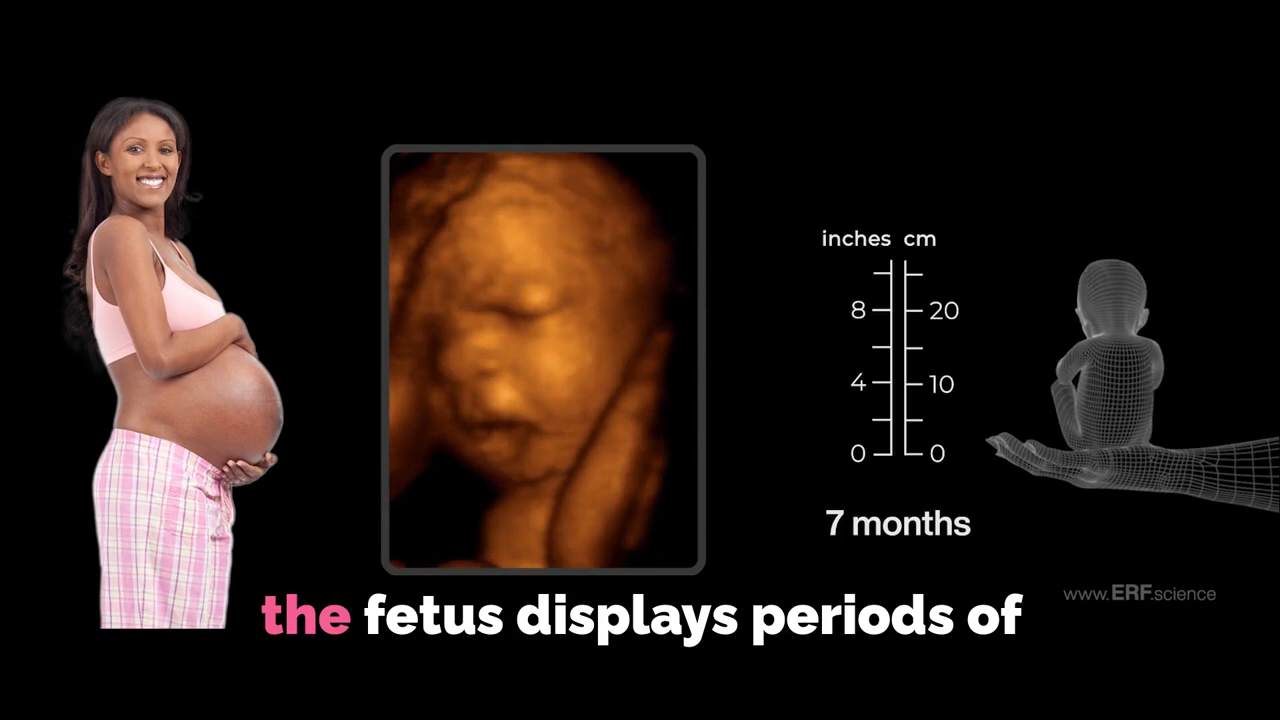 inches cm
8 20
4 10
0 0
7 months
www.ERF.science
the fetus displays periods of